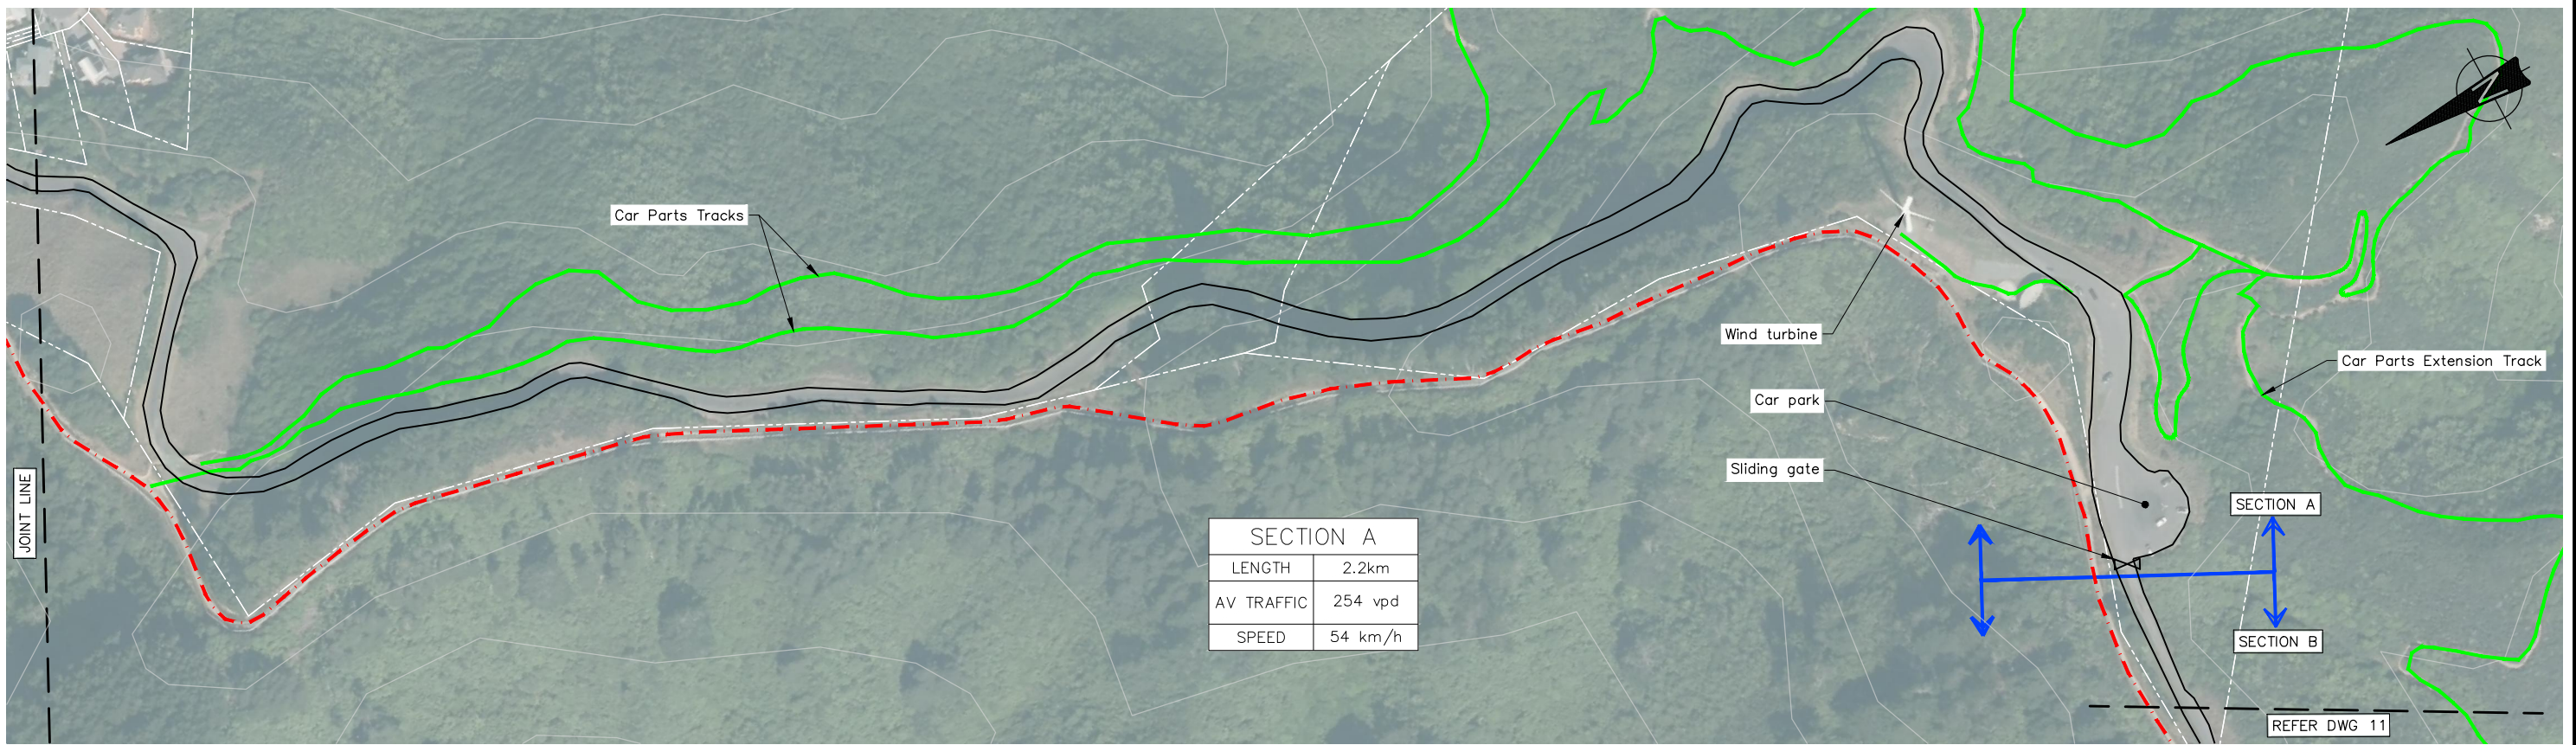 Car Parts Tracks
Wind turbine
Car Parts Extension Track
Car park
Sliding gate
JOINT LINE
SECTION A
LENGTH 2.2km
AV TRAFFIC 254 vpd
SPEED 54 km/h
SECTION A
SECTION B
REFER DWG 11
N